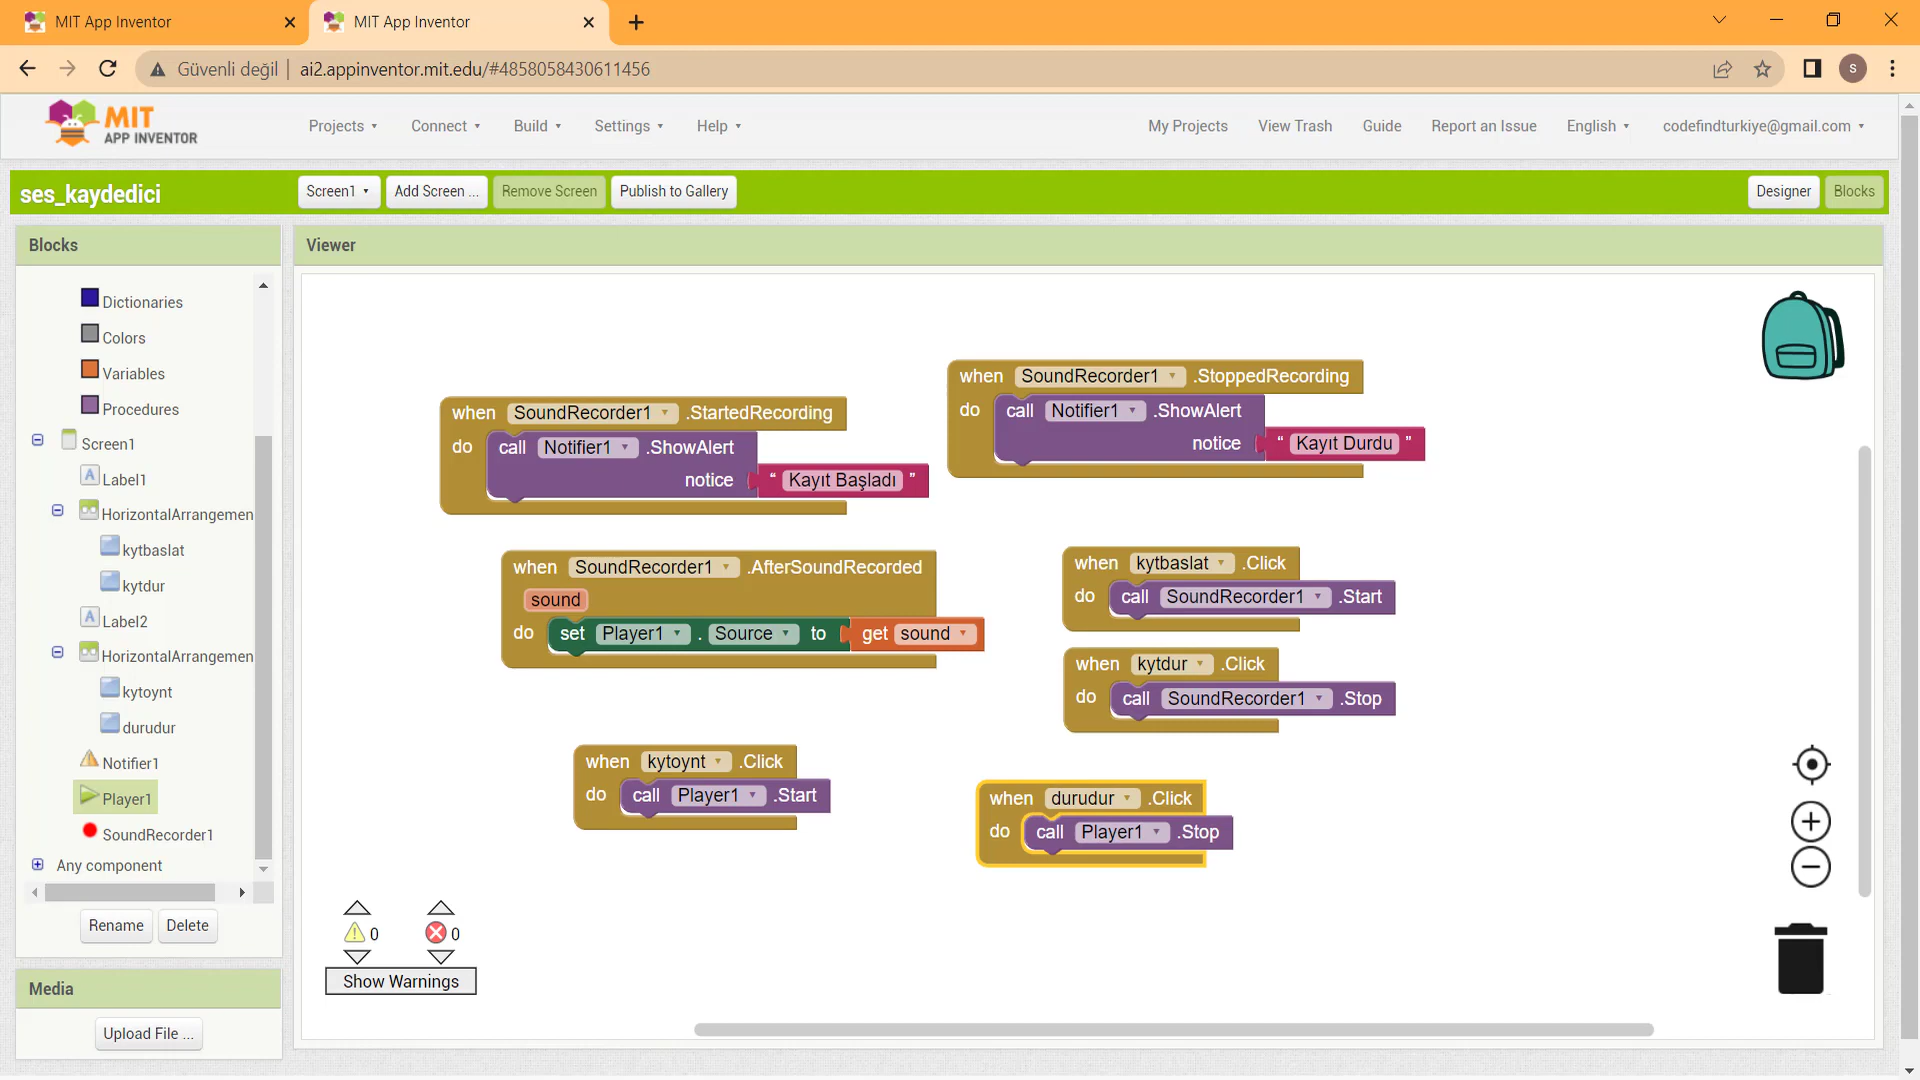 MIT App Inventor
MIT App Inventor
Güvenli değil
ai2.appinventor.mit.edu/#4858058430611456
S
MIT
APP INVENTOR
Projects
Connect
Build
Settings
Help
My Projects
View Trash
Guide
Report an Issue
English
codefindturkiye@gmail.com
ses_kaydedici
Screen1
Add Screen ...
Remove Screen
Publish to Gallery
Designer
Blocks
Blocks
Dictionaries
Colors
Variables
Procedures
Screen1
Label1
HorizontalArrangemen
kytbaslat
kytdur
Label2
HorizontalArrangemen
kytoynt
durudur
Notifier1
Player1
SoundRecorder1
Any component
Rename
Delete
Media
Upload File ...
Viewer
when SoundRecorder1 .StartedRecording
do call Notifier1 .ShowAlert
notice “ Kayıt Başladı ”
when SoundRecorder1 .StoppedRecording
do call Notifier1 .ShowAlert
notice “ Kayıt Durdu ”
when SoundRecorder1 .AfterSoundRecorded
sound
do set Player1 . Source to get sound
when kytbaslat .Click
do call SoundRecorder1 .Start
when kytdur .Click
do call SoundRecorder1 .Stop
when kytoynt .Click
do call Player1 .Start
when durudur .Click
do call Player1 .Stop
0
0
Show Warnings